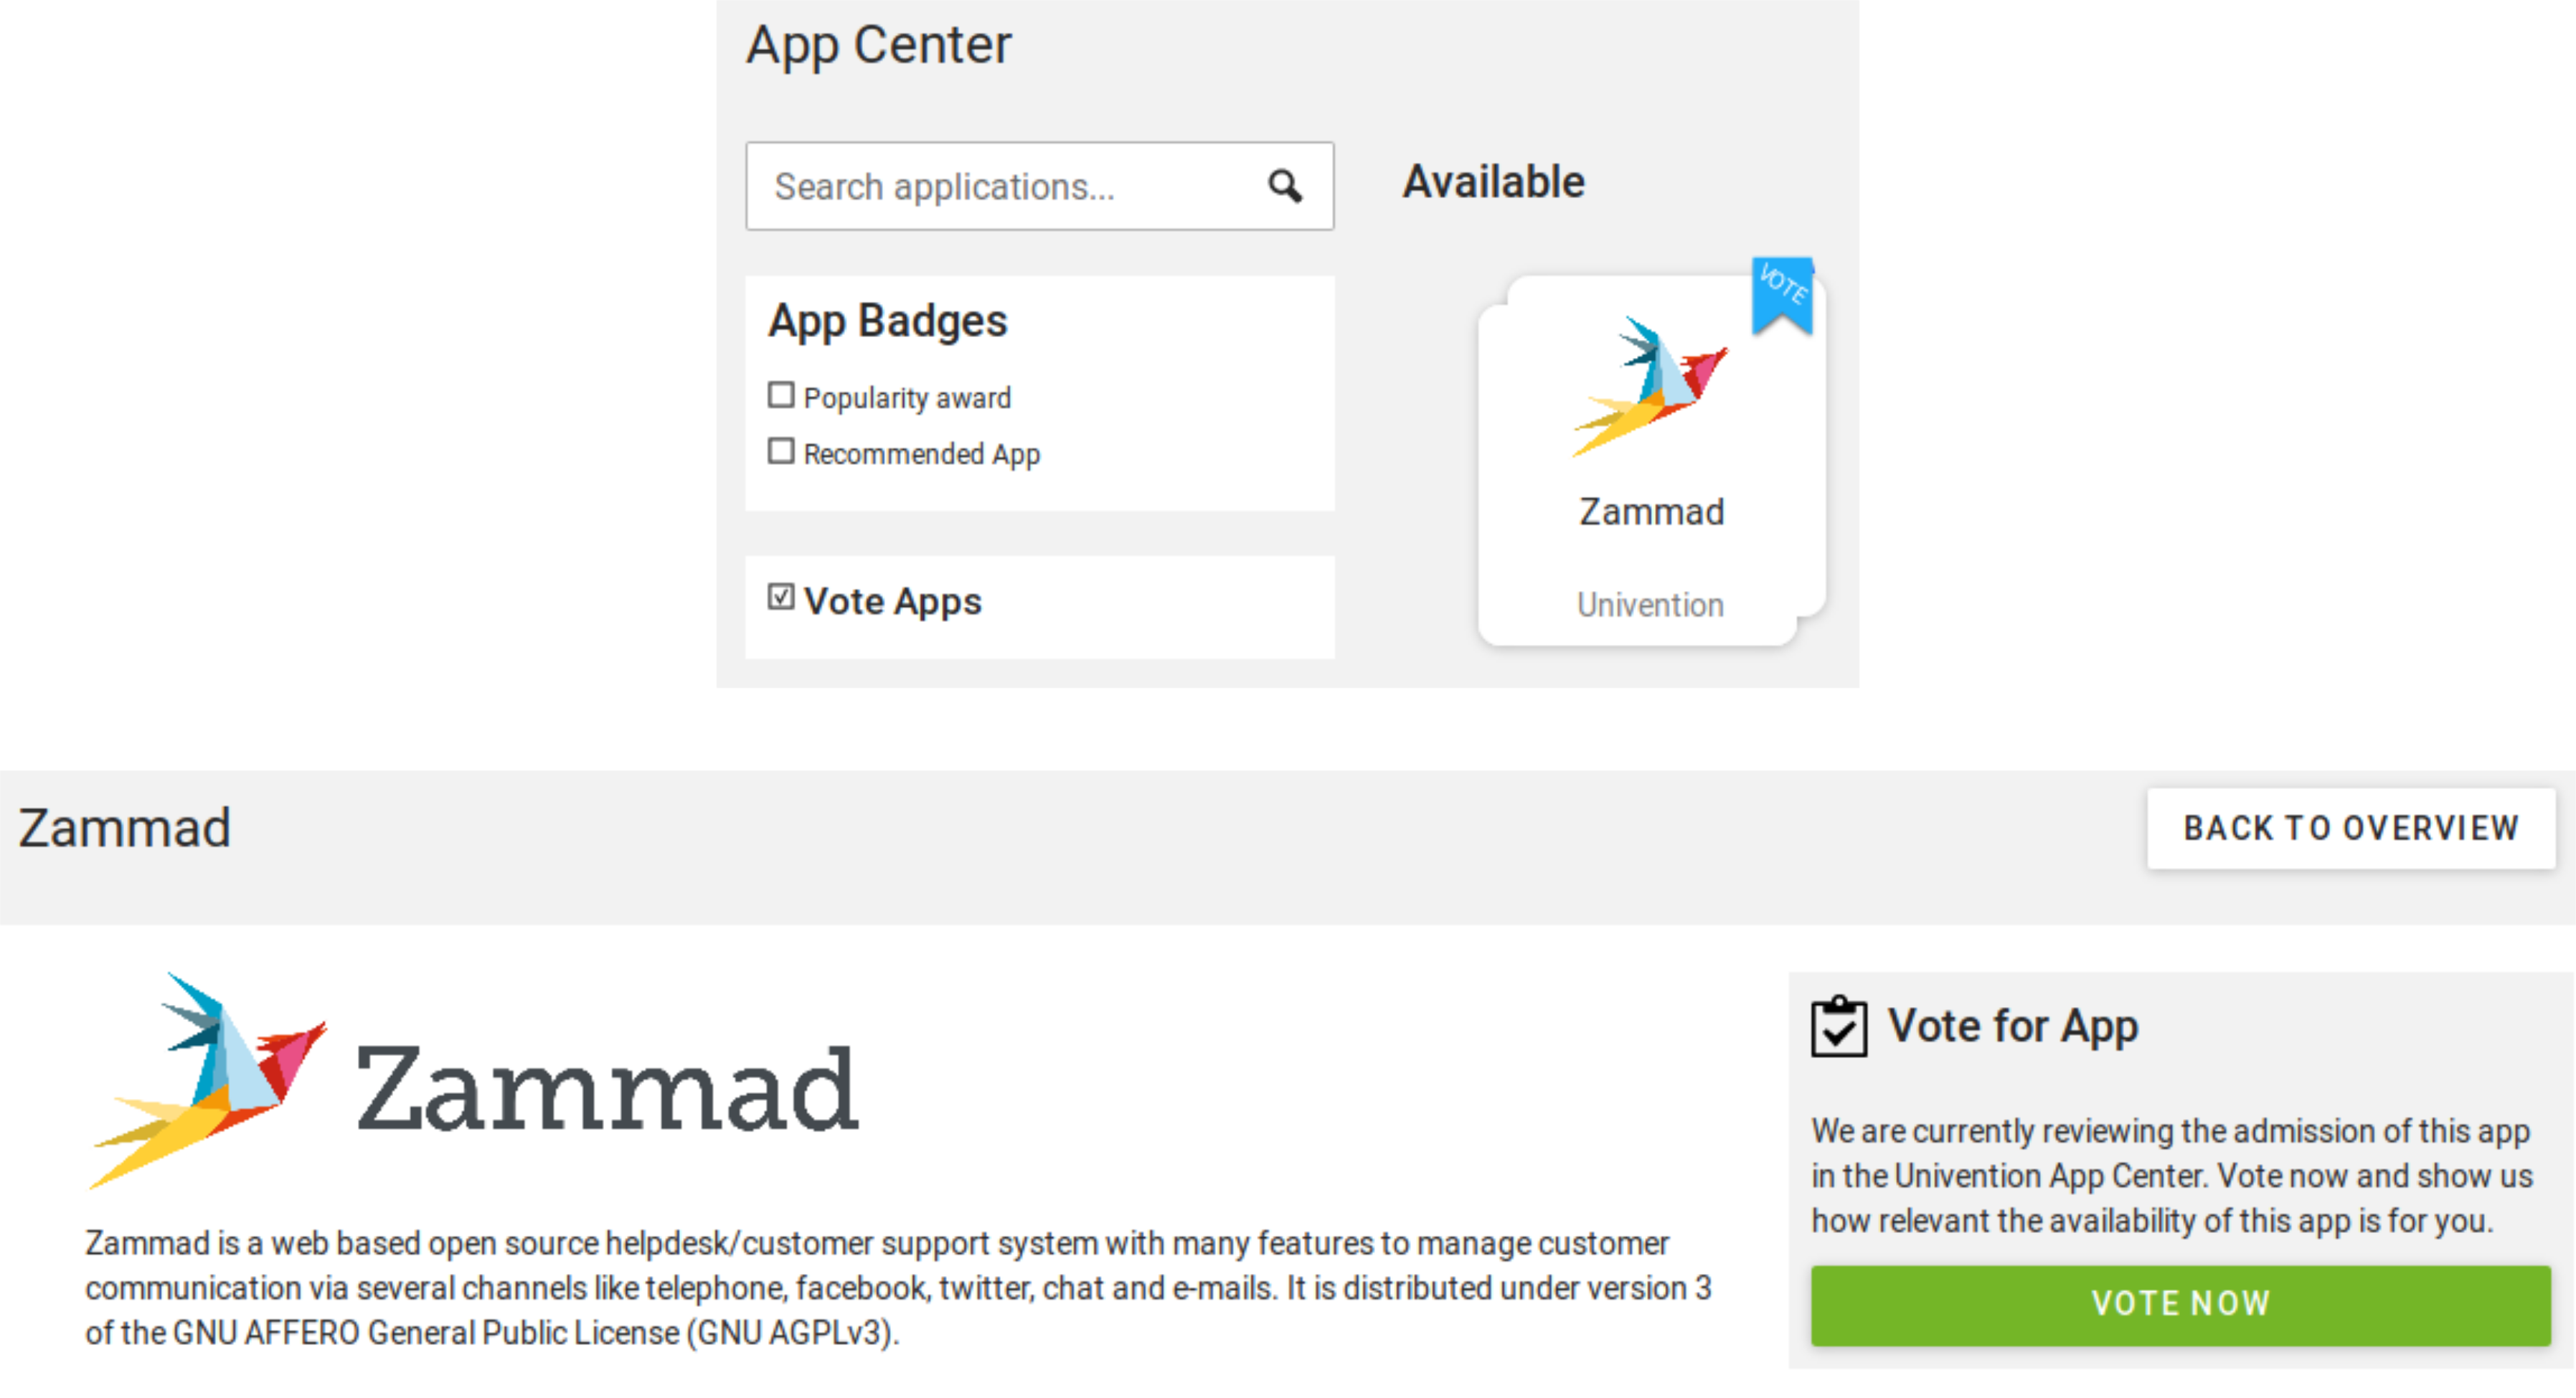 App Center
Search applications...
Available
App Badges
Popularity award
Recommended App
Vote Apps
VOTE
Zammad
Univention
Zammad
BACK TO OVERVIEW
Zammad
Zammad is a web based open source helpdesk/customer support system with many features to manage customer
communication via several channels like telephone, facebook, twitter, chat and e-mails. It is distributed under version 3
of the GNU AFFERO General Public License (GNU AGPLv3).
Vote for App
We are currently reviewing the admission of this app
in the Univention App Center. Vote now and show us
how relevant the availability of this app is for you.
VOTE NOW